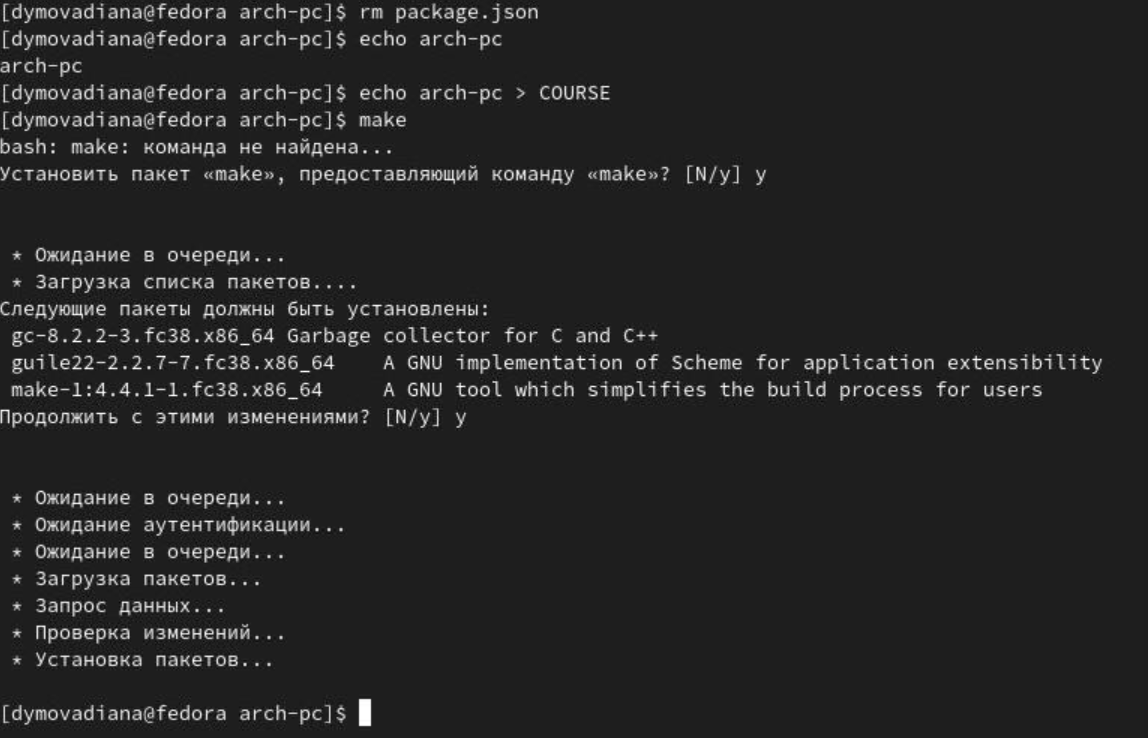 [dymovadiana@fedora arch-pc]$ rm package.json
[dymovadiana@fedora arch-pc]$ echo arch-pc
arch-pc
[dymovadiana@fedora arch-pc]$ echo arch-pc > COURSE
[dymovadiana@fedora arch-pc]$ make
bash: make: команда не найдена...
Установить пакет «make», предоставляющий команду «make»? [N/y] y
* Ожидание в очереди...
* Загрузка списка пакетов....
Следующие пакеты должны быть установлены:
gc-8.2.2-3.fc38.x86_64 Garbage collector for C and C++
guile22-2.2.7-7.fc38.x86_64    A GNU implementation of Scheme for application extensibility
make-1:4.4.1-1.fc38.x86_64     A GNU tool which simplifies the build process for users
Продолжить с этими изменениями? [N/y] y
* Ожидание в очереди...
* Ожидание аутентификации...
* Ожидание в очереди...
* Загрузка пакетов...
* Запрос данных...
* Проверка изменений...
* Установка пакетов...
[dymovadiana@fedora arch-pc]$